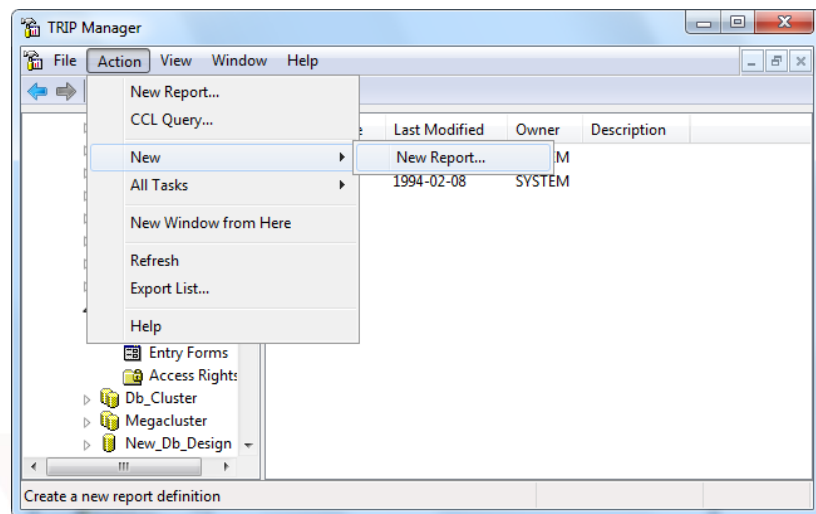 TRIP Manager
File Action View Window Help
New Report...
CCL Query...
Last Modified Owner Description
New New Report...
All Tasks 1994-02-08 SYSTEM
New Window from Here
Refresh
Export List...
Help
Entry Forms
Access Rights
Db_Cluster
Megacluster
New_Db_Design
Create a new report definition